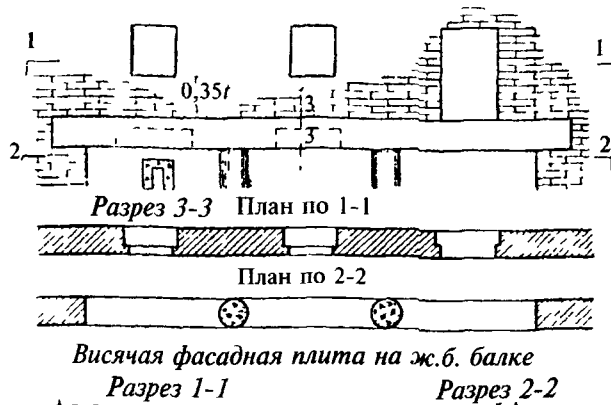 1 1
0,35t
3
3
2 2
Разрез 3-3 План по 1-1
План по 2-2
Висячая фасадная плита на ж.б. балке
Разрез 1-1 Разрез 2-2